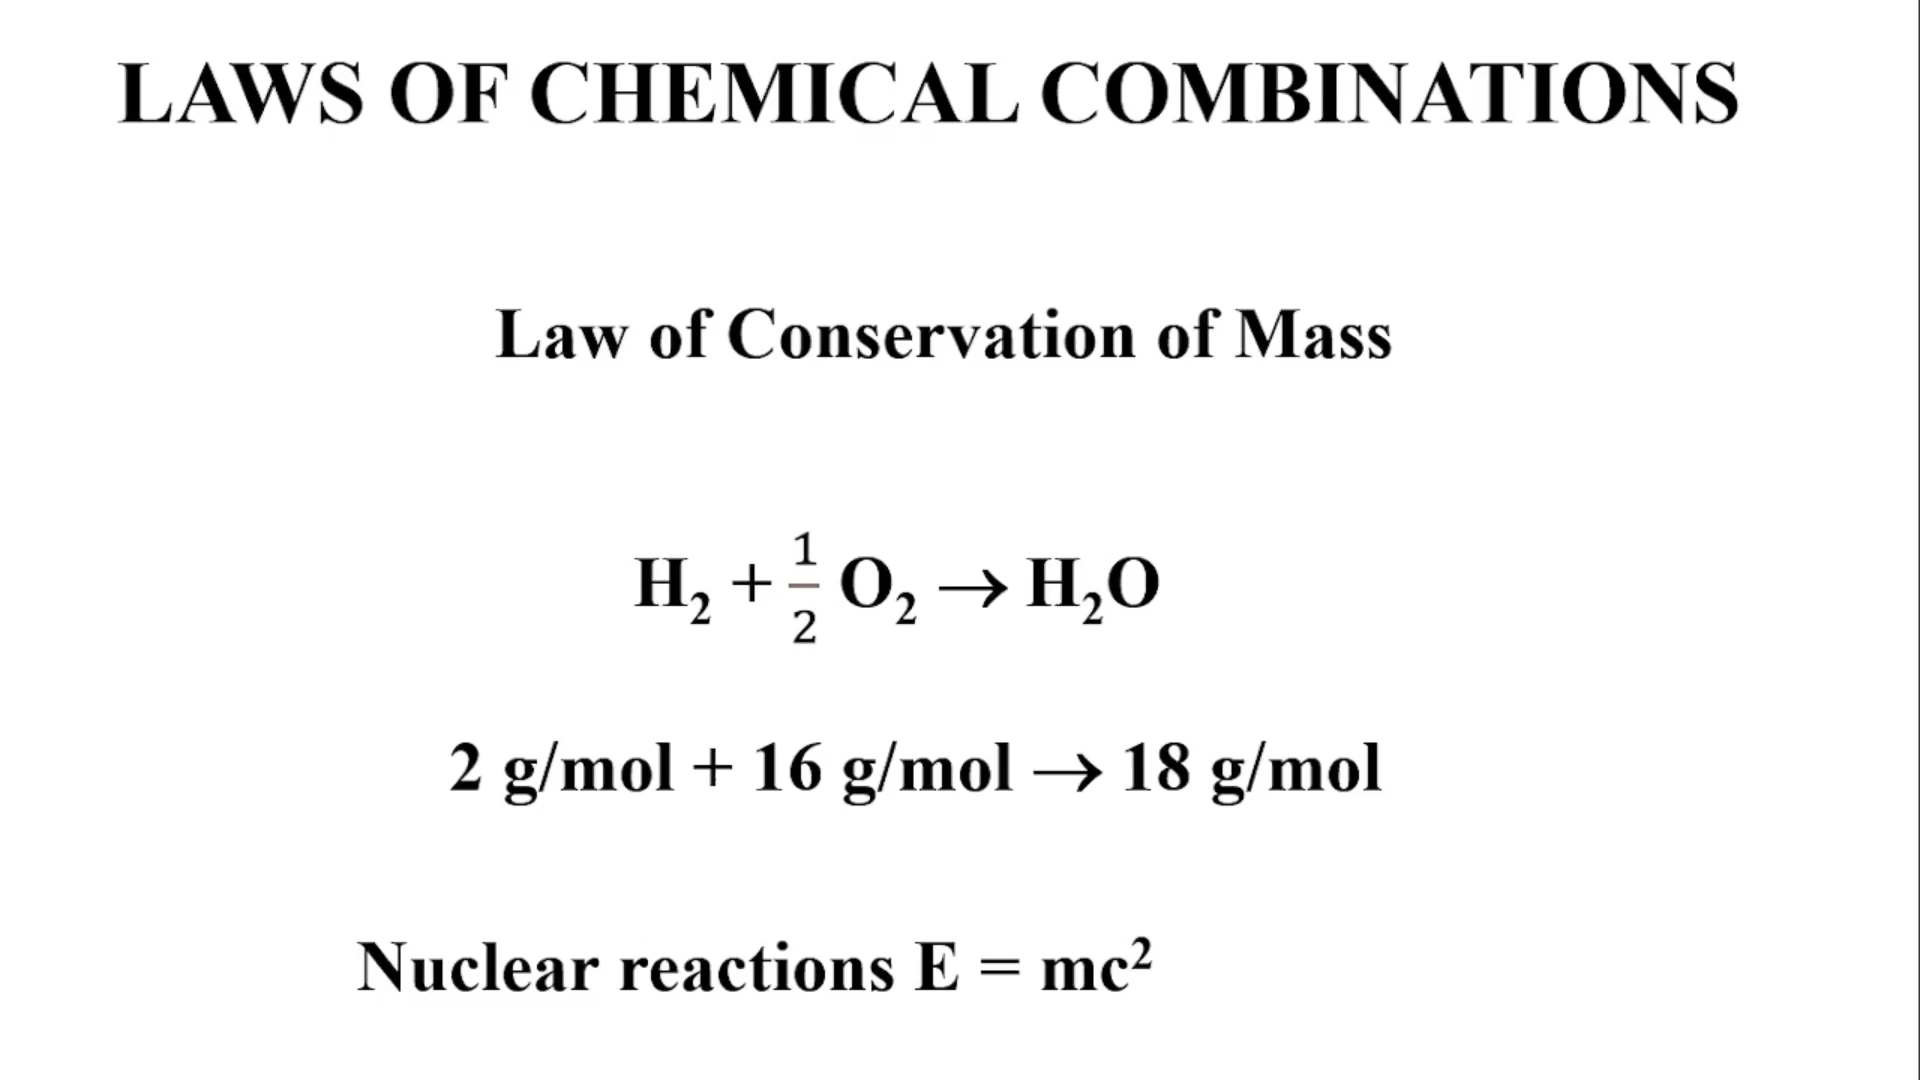 LAWS OF CHEMICAL COMBINATIONS
Law of Conservation of Mass
H₂ + ½ O₂ → H₂O
2 g/mol + 16 g/mol → 18 g/mol
Nuclear reactions E = mc²